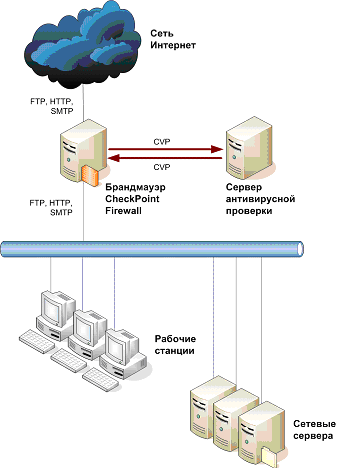 Сеть
Интернет
FTP, HTTP,
SMTP
CVP
CVP
Брандмауэр
CheckPoint
Firewall
Сервер
антивирусной
проверки
FTP, HTTP,
SMTP
Рабочие
станции
Сетевые
сервера